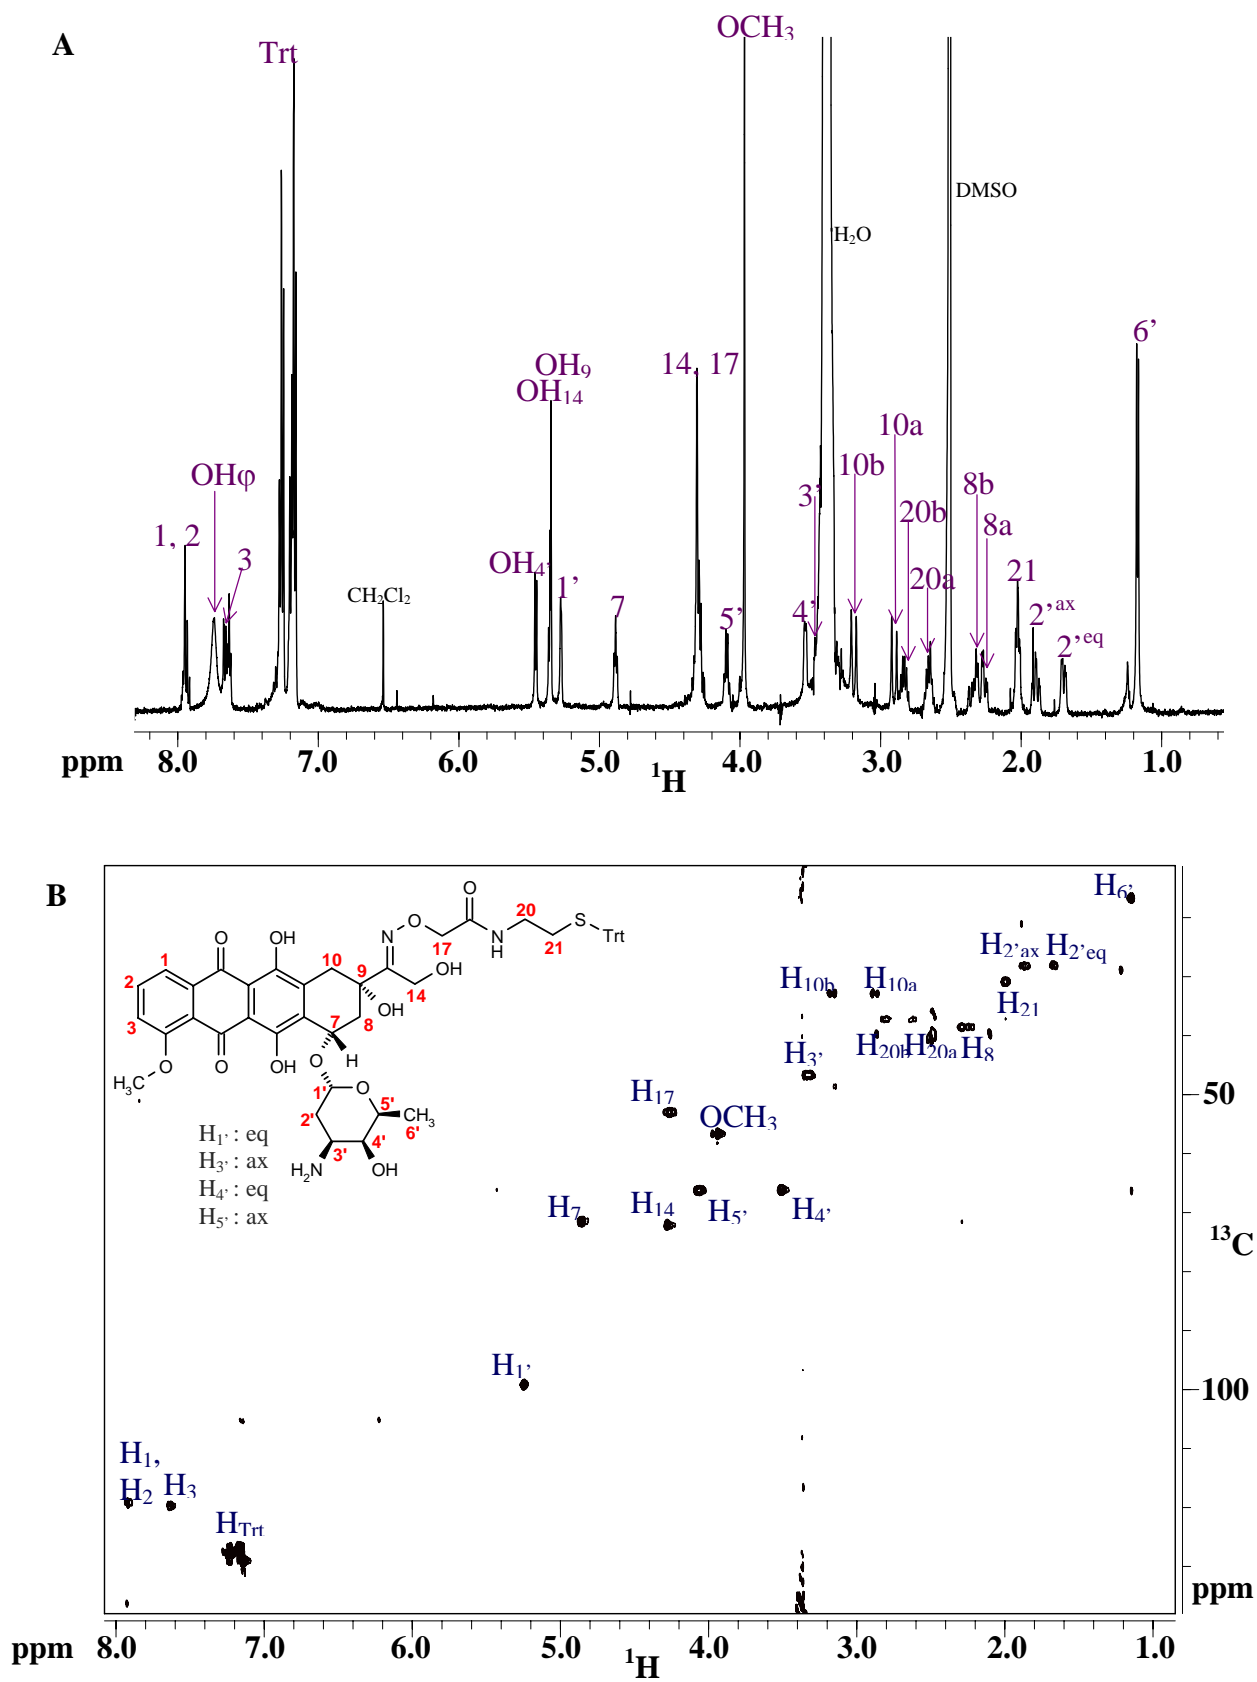 A
Trt
OCH₃
DMSO
H₂O
6’
OH₉
OH₁₄
14, 17
10a
10b
OHφ
3’
20b
8b
8a
1, 2
3
OH₄’
1’
CH₂Cl₂
7
5’
4’
20a
21
2’ᵃˣ
2’ᵉq
8.0 7.0 6.0 5.0 4.0 3.0 2.0 1.0
ppm ¹H
B
H₆’
O
20
S
Trt
N
O
17
N
H
21
O
OH
10
9
OH
14
1
2
3
8
OH
7
O
O
OH
O
H
H₃C
1'
O
5'
CH₃
6'
2'
3'
4'
H₂N
OH
H₁’ : eq
H₃’ : ax
H₄’ : eq
H₅’ : ax
H₂’ax
H₂’eq
H₁₀b
H₁₀a
H₂₁
H₂₀b
H₂₀a
H₈
H₃’
H₁₇
OCH₃
50
H₇
H₁₄
H₅’
H₄’
¹³C
H₁’
100
H₁,
H₂
H₃
H_Trt
ppm
8.0 7.0 6.0 5.0 4.0 3.0 2.0 1.0
ppm ¹H